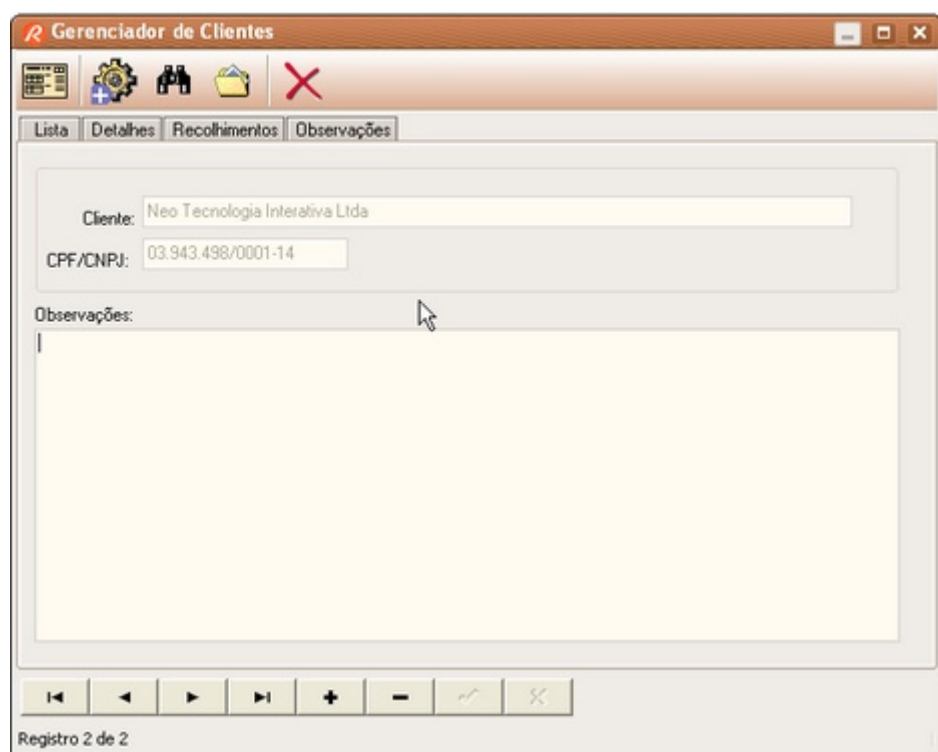 Gerenciador de Clientes
Lista Detalhes Recolhimentos Observações
Cliente: Neo Tecnologia Interativa Ltda
CPF/CNPJ: 03.943.498/0001-14
Observações:
Registro 2 de 2